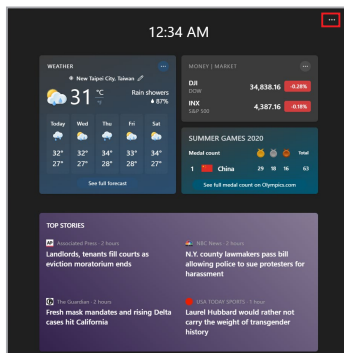 12:34 AM
WEATHER
New Taipei City, Taiwan
31 °C
°F
Rain showers
87%
Today Wed Thu Fri Sat
32° 32° 34° 33° 34°
27° 27° 28° 28° 27°
See full forecast
MONEY | MARKET
DJI
DOW
34,838.16 -0.28%
INX
S&P 500
4,387.16 -0.18%
SUMMER GAMES 2020
Medal count Total
1 China 29 18 16 63
See full medal count on Olympics.com
TOP STORIES
Associated Press · 2 hours
Landlords, tenants fill courts as
eviction moratorium ends
NBC News · 2 hours
N.Y. county lawmakers pass bill
allowing police to sue protesters for
harassment
The Guardian · 2 hours
Fresh mask mandates and rising Delta
cases hit California
USA TODAY SPORTS · 1 hour
Laurel Hubbard would rather not
carry the weight of transgender
history